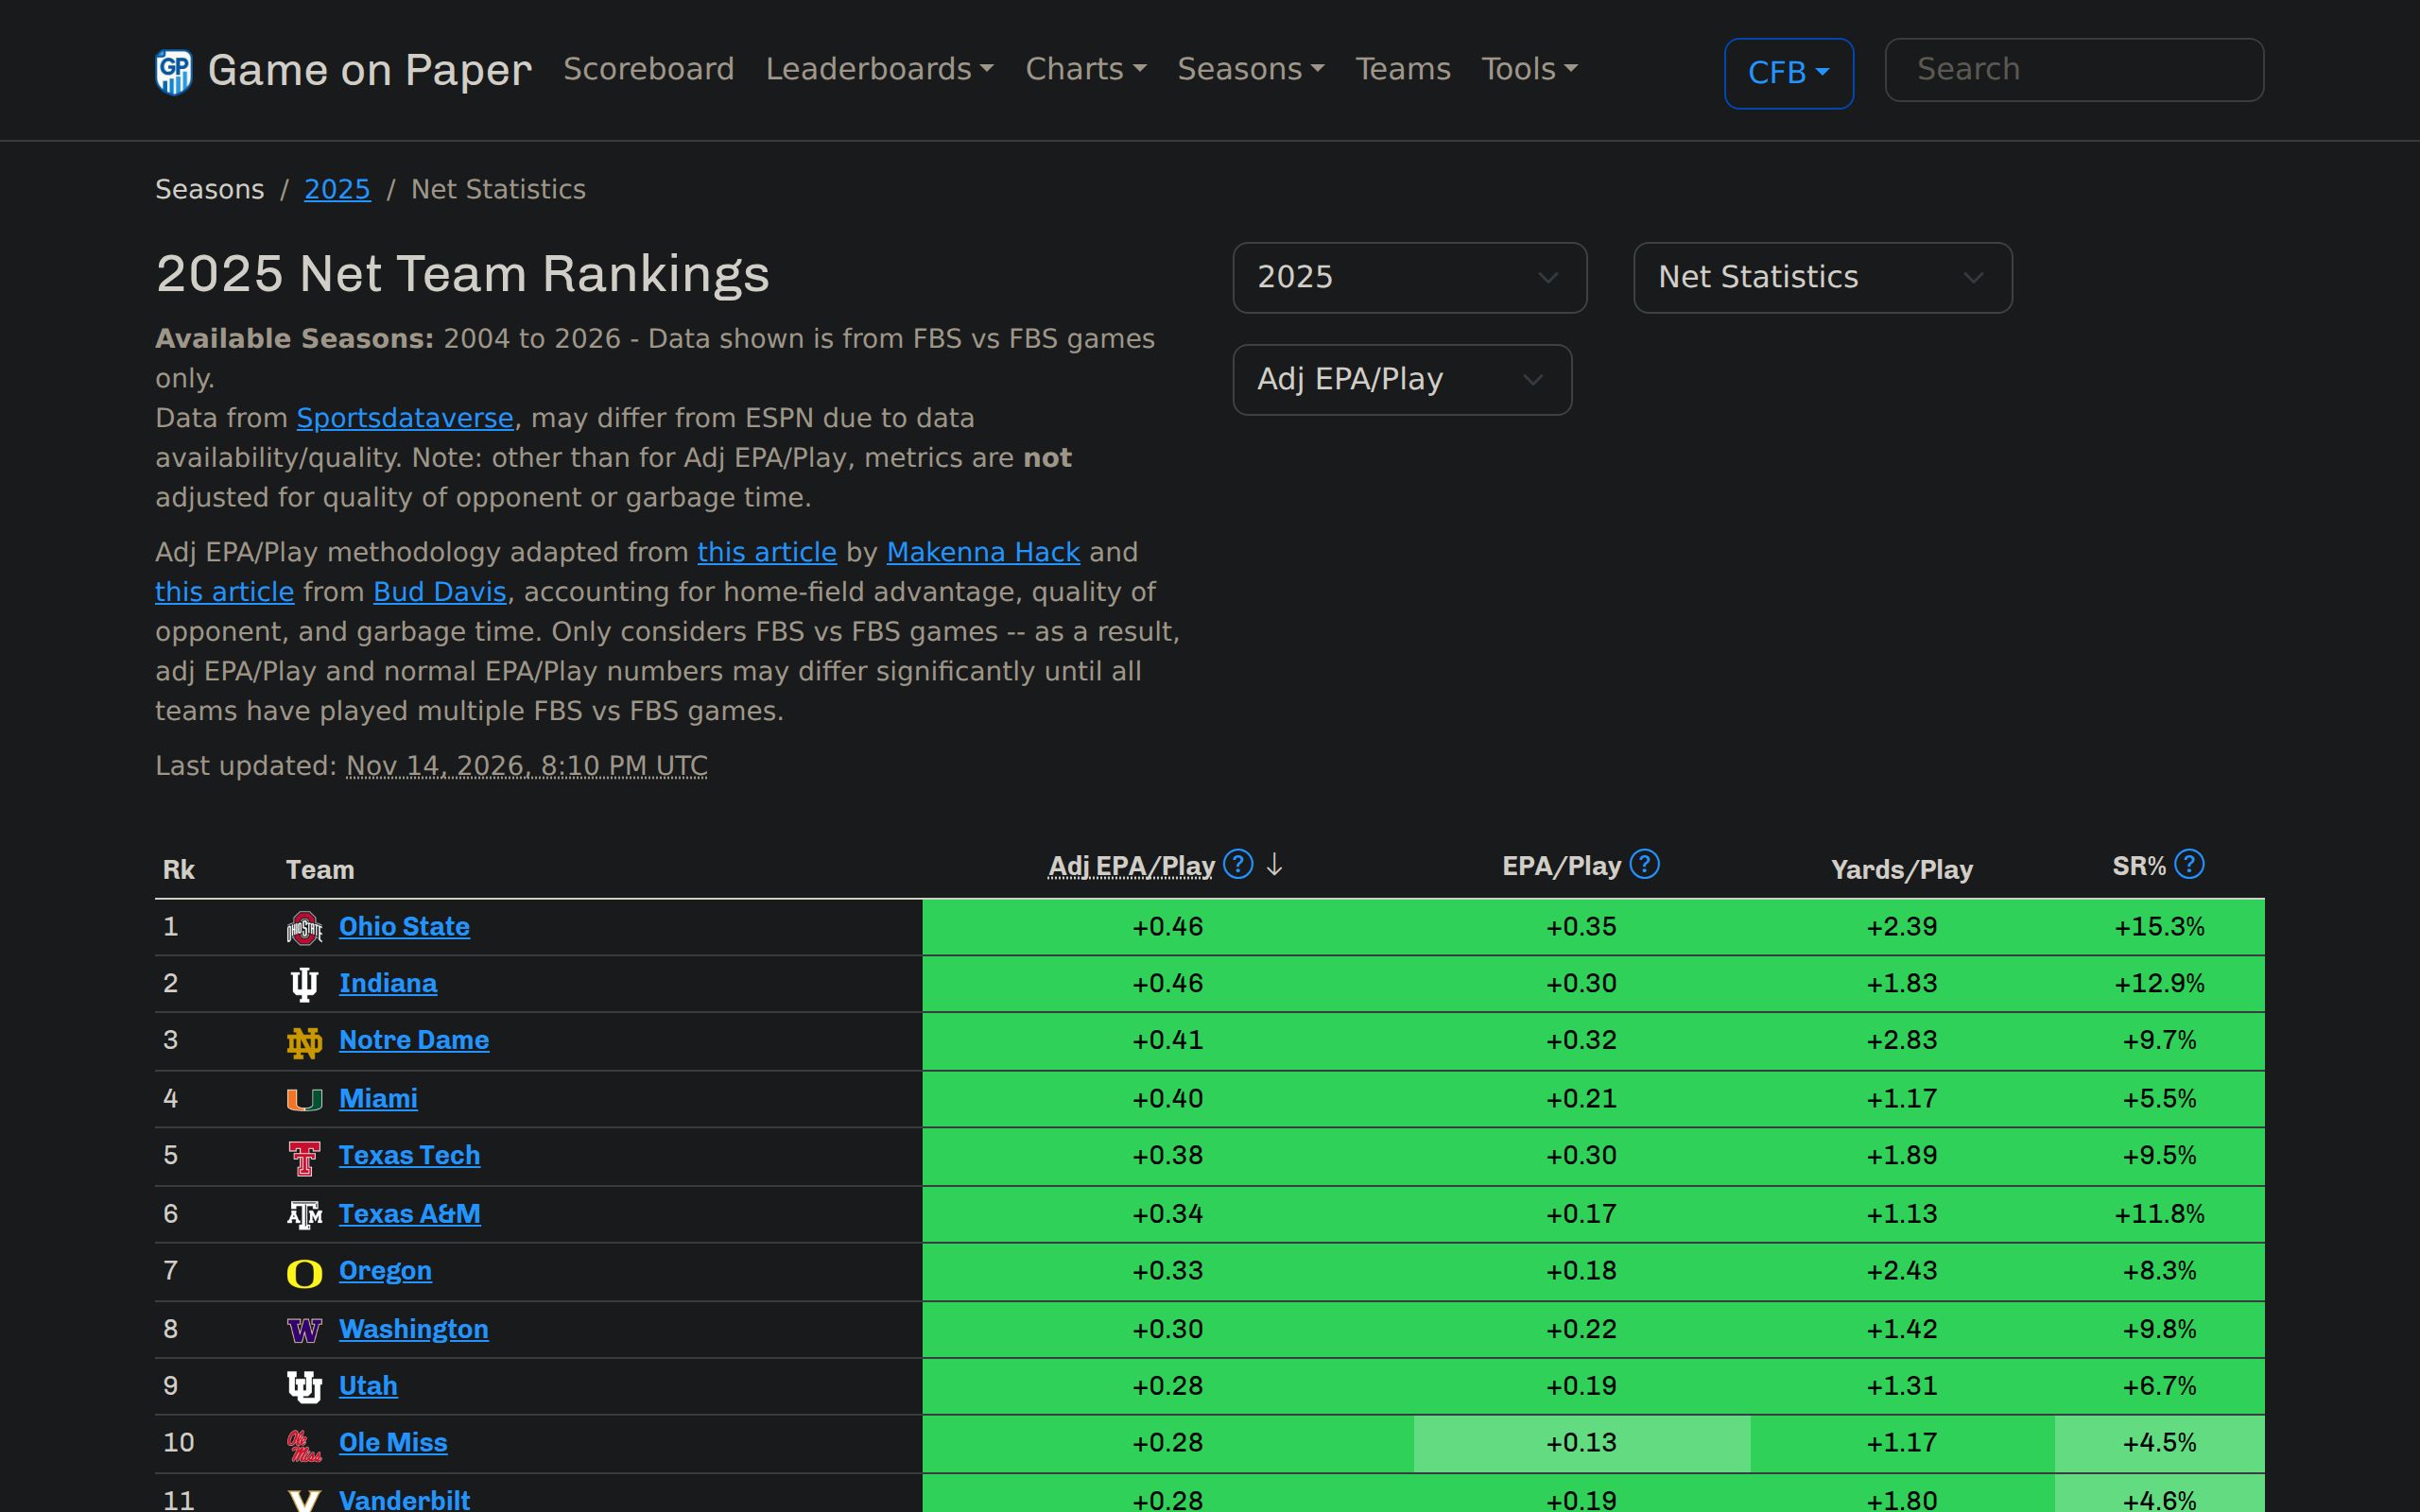 GP Game on Paper Scoreboard Leaderboards Charts Seasons Teams Tools CFB Search
Seasons / 2025 / Net Statistics
2025 Net Team Rankings
2025 Net Statistics
Adj EPA/Play
Available Seasons: 2004 to 2026 - Data shown is from FBS vs FBS games
only.
Data from Sportsdataverse, may differ from ESPN due to data
availability/quality. Note: other than for Adj EPA/Play, metrics are not
adjusted for quality of opponent or garbage time.
Adj EPA/Play methodology adapted from this article by Makenna Hack and
this article from Bud Davis, accounting for home-field advantage, quality of
opponent, and garbage time. Only considers FBS vs FBS games -- as a result,
adj EPA/Play and normal EPA/Play numbers may differ significantly until all
teams have played multiple FBS vs FBS games.
Last updated: Nov 14, 2026, 8:10 PM UTC
Rk Team Adj EPA/Play ? ↓ EPA/Play ? Yards/Play SR% ?
1 OHIO STATE Ohio State +0.46 +0.35 +2.39 +15.3%
2 Indiana +0.46 +0.30 +1.83 +12.9%
3 ND Notre Dame +0.41 +0.32 +2.83 +9.7%
4 U Miami +0.40 +0.21 +1.17 +5.5%
5 TT Texas Tech +0.38 +0.30 +1.89 +9.5%
6 ATM Texas A&M +0.34 +0.17 +1.13 +11.8%
7 O Oregon +0.33 +0.18 +2.43 +8.3%
8 W Washington +0.30 +0.22 +1.42 +9.8%
9 UU Utah +0.28 +0.19 +1.31 +6.7%
10 Ole Miss Ole Miss +0.28 +0.13 +1.17 +4.5%
11 V Vanderbilt +0.28 +0.19 +1.80 +4.6%